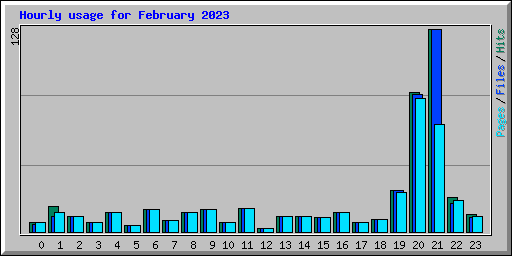 Hourly usage for February 2023
128
Pages / Files / Hits
0 1 2 3 4 5 6 7 8 9 10 11 12 13 14 15 16 17 18 19 20 21 22 23